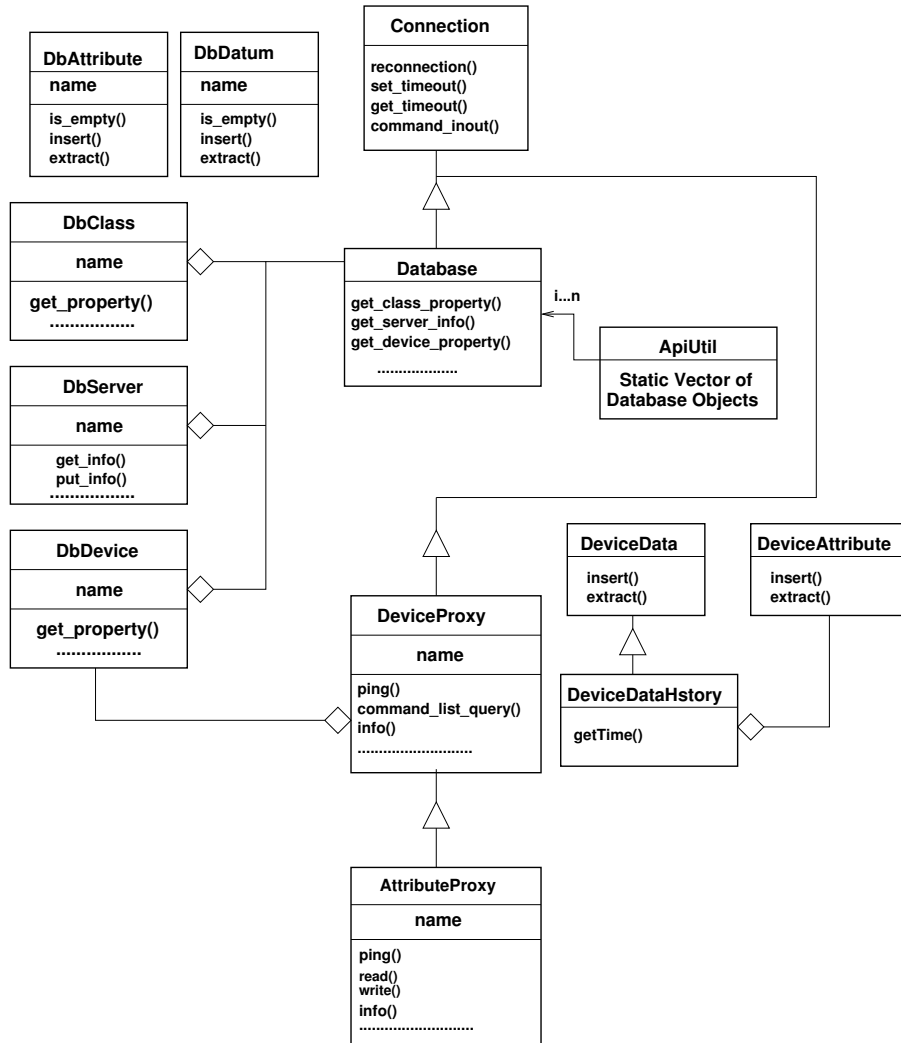 DbAttribute
name
is_empty()
insert()
extract()
DbDatum
name
is_empty()
insert()
extract()
Connection
reconnection()
set_timeout()
get_timeout()
command_inout()
DbClass
name
get_property()
..................
Database
get_class_property()
get_server_info()
get_device_property()
...................
i...n
ApiUtil
Static Vector of
Database Objects
DbServer
name
get_info()
put_info()
..................
DbDevice
name
get_property()
..................
DeviceProxy
name
ping()
command_list_query()
info()
...........................
DeviceData
insert()
extract()
DeviceAttribute
insert()
extract()
DeviceDataHstory
getTime()
AttributeProxy
name
ping()
read()
write()
info()
...........................